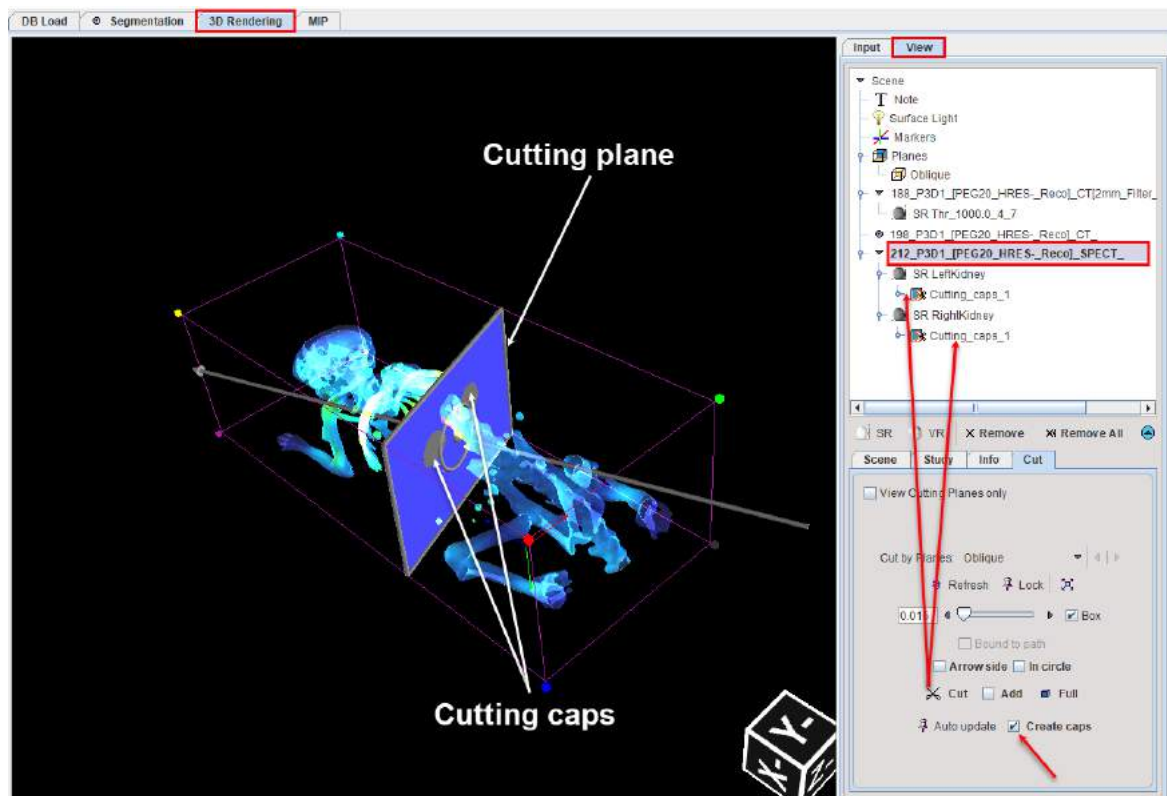 DB Load Segmentation 3D Rendering MIP
Input View
Scene
T Note
Surface Light
Markers
Planes
Oblique
188_P3D1_[PEG20_HRES-_Reco]_CT[2mm_Filter_
SR Thr_1000.0_4_7
198_P3D1_[PEG20_HRES-_Reco]_CT_
212_P3D1_[PEG20_HRES-_Reco]_SPECT_
SR LeftKidney
Cutting_caps_1
SR RightKidney
Cutting_caps_1
Cutting plane
Cutting caps
Y-
X- Z-
SR VR X Remove Remove All
Scene Study Info Cut
View Cutting Planes only
Cut by Planes: Oblique
Refresh Lock
0.015 Box
Bound to path
Arrow side In circle
Cut Add Full
Auto update Create caps